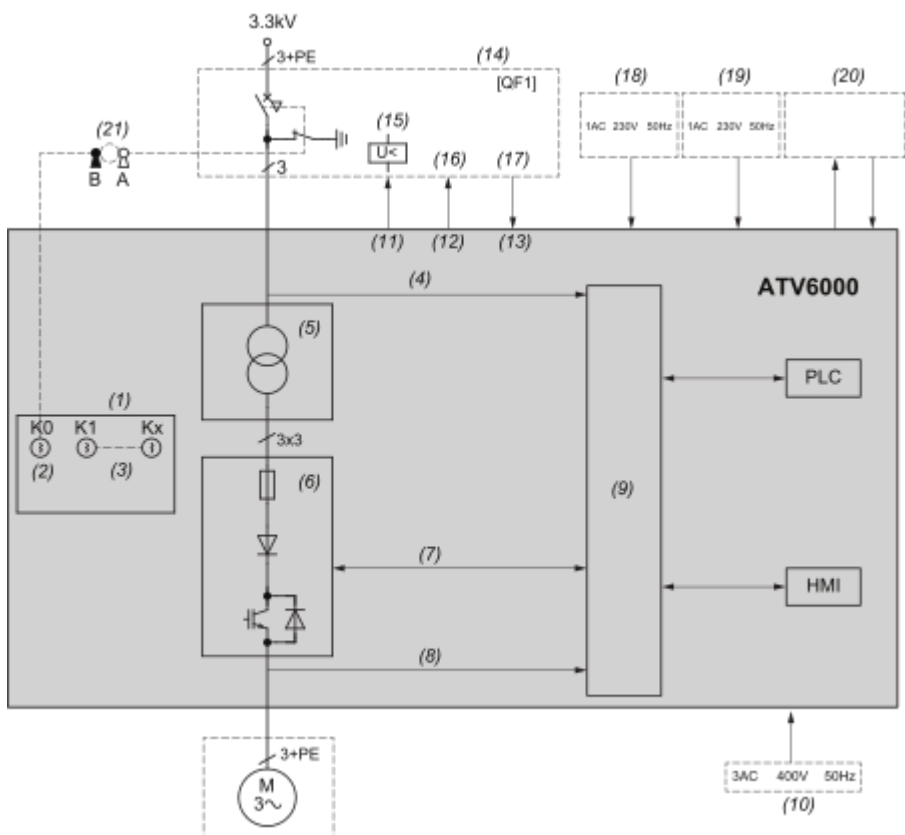 3.3kV
3+PE
(14)
[QF1]
(18)
(19)
(20)
1AC 230V 50Hz
1AC 230V 50Hz
(21)
B A
(15)
U<
(16)
(17)
3
(11)
(12)
(13)
ATV6000
(4)
(5)
PLC
(1)
K0 K1 Kx
(2)
(3)
3x3
(6)
(9)
(7)
HMI
(8)
3+PE
M
3~
3AC 400V 50Hz
(10)